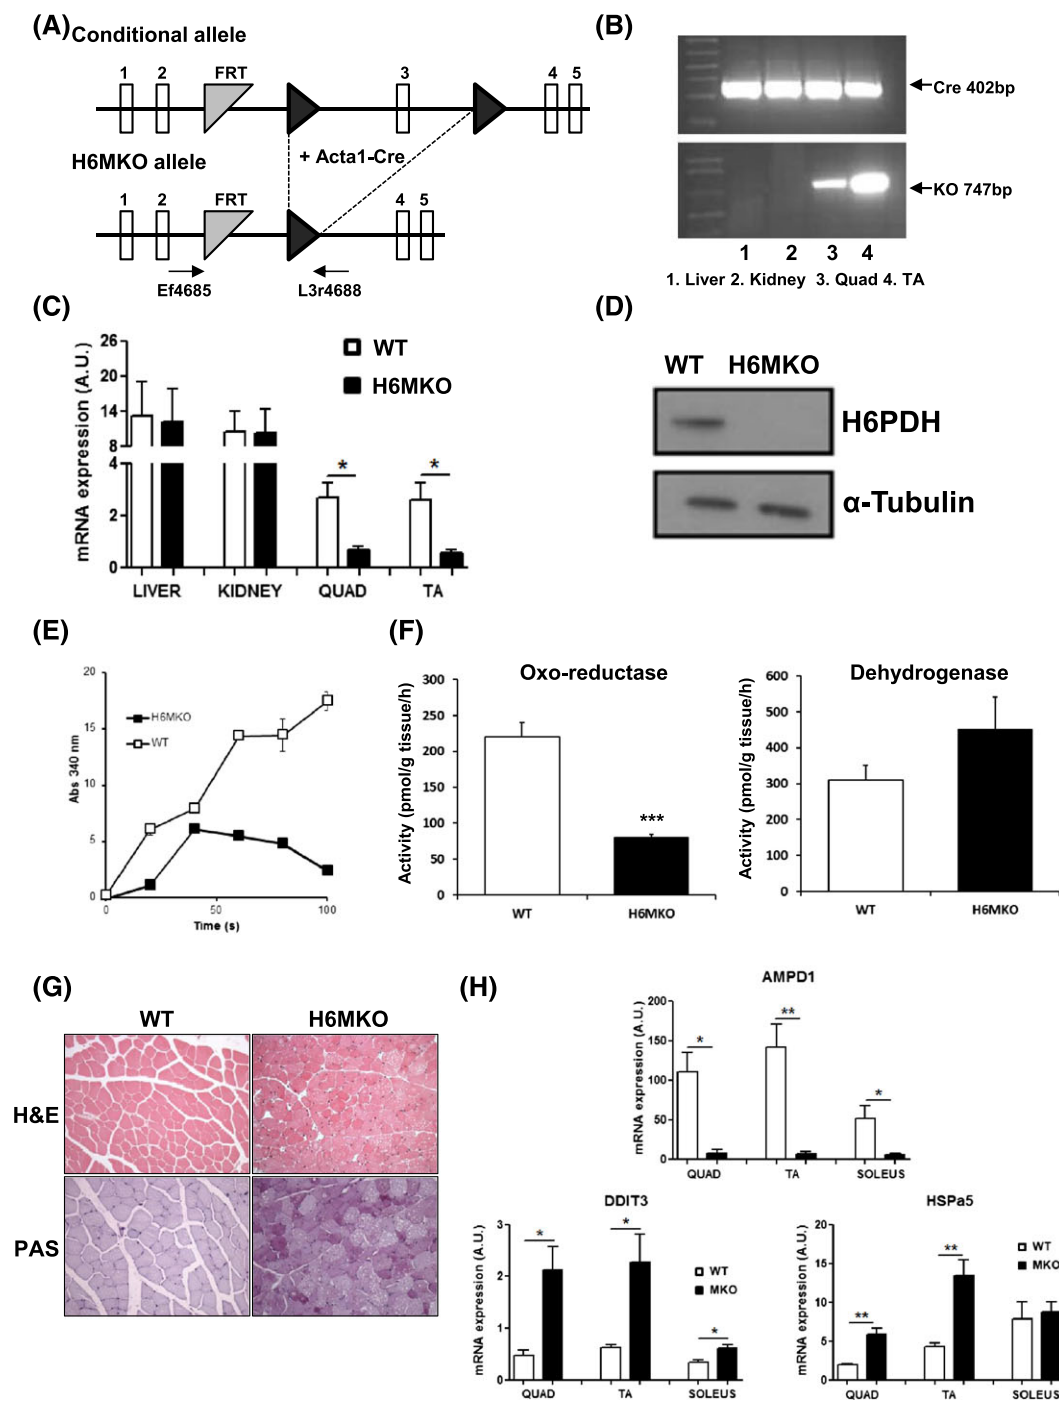 (A)
Conditional allele
1 2 FRT 3 4 5
+ Acta1-Cre
H6MKO allele
1 2 FRT 4 5
Ef4685 L3r4688
(B)
Cre 402bp
KO 747bp
1 2 3 4
1. Liver 2. Kidney 3. Quad 4. TA
(C)
mRNA expression (A.U.)
26
20
14
8
4
2
0
WT
H6MKO
* *
LIVER KIDNEY QUAD TA
(D)
WT H6MKO
H6PDH
α-Tubulin
(E)
Abs 340 nm
20
15
10
5
0
H6MKO
WT
0 50 100
Time (s)
(F)
Oxo-reductase
Activity (pmol/g tissue/h)
300
250
200
150
100
50
0
***
WT H6MKO
Dehydrogenase
Activity (pmol/g tissue/h)
600
500
400
300
200
100
0
WT H6MKO
(G)
WT H6MKO
H&E
PAS
(H)
AMPD1
mRNA expression (A.U.)
200
150
100
50
0
* ** *
QUAD TA SOLEUS
DDIT3
mRNA expression (A.U.)
3
2
1
0
* * *
WT
MKO
QUAD TA SOLEUS
HSPa5
mRNA expression (A.U.)
20
15
10
5
0
** **
WT
MKO
QUAD TA SOLEUS